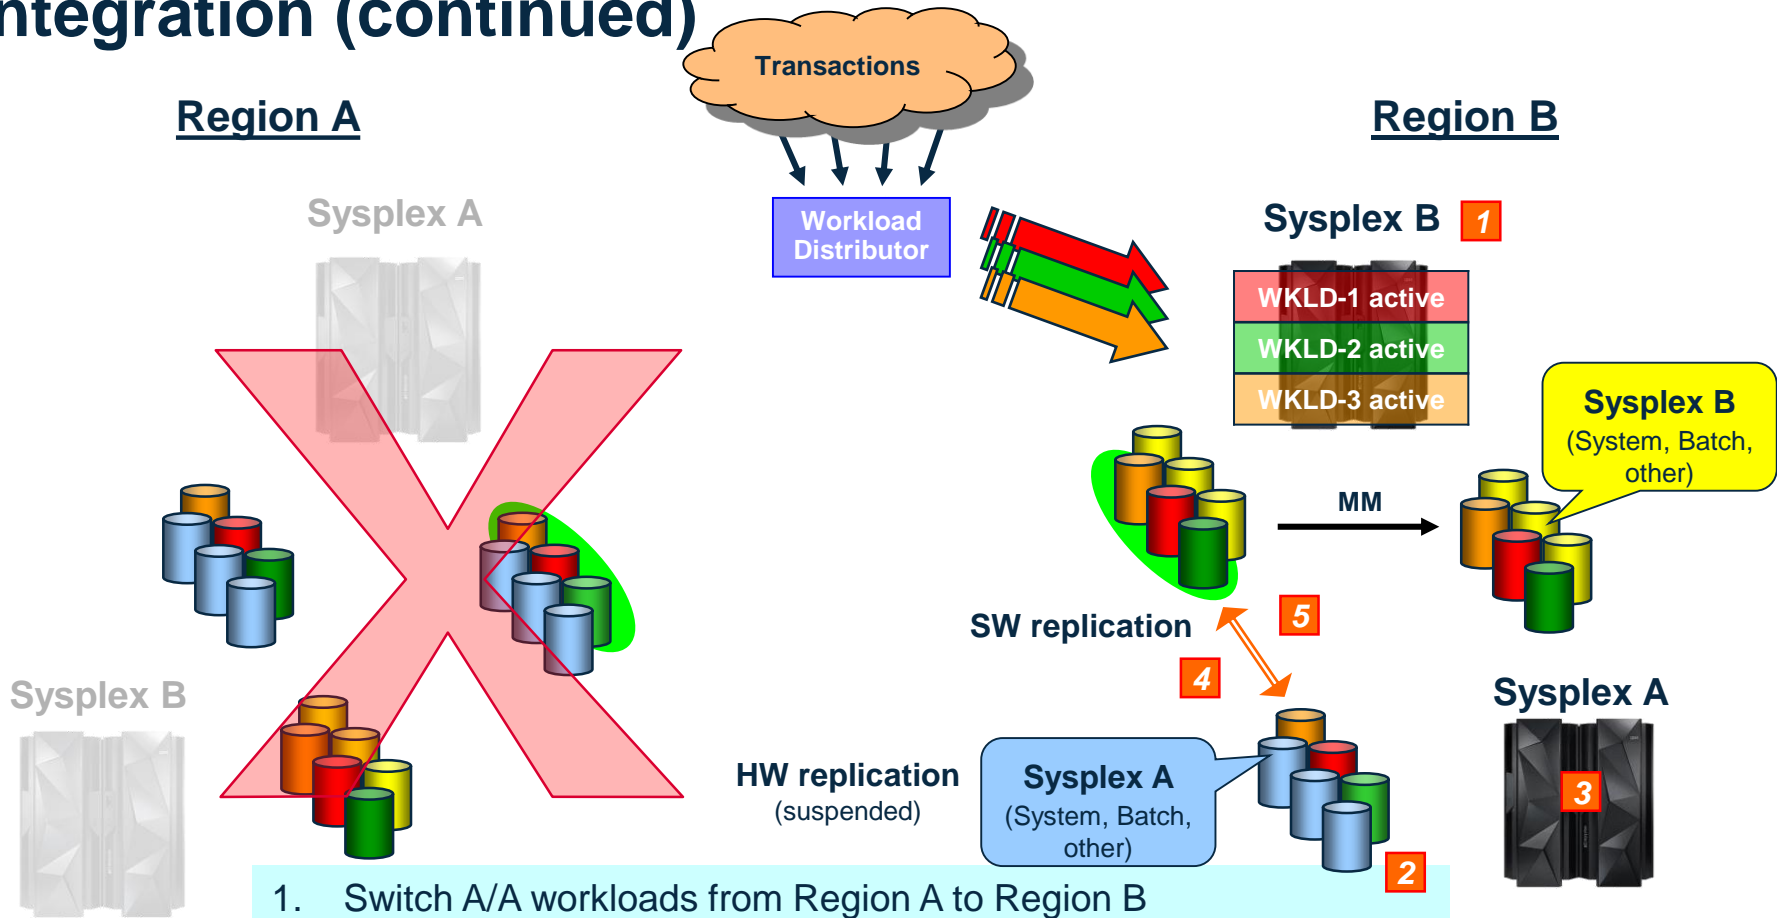 ntegration (continued)
Transactions
Region A
Region B
Sysplex A
Workload
Distributor
Sysplex B 1
WKLD-1 active
WKLD-2 active
WKLD-3 active
Sysplex B
(System, Batch,
other)
MM
SW replication
5
4
Sysplex B
Sysplex A
HW replication
(suspended)
Sysplex A
(System, Batch,
other)
3
2
1. Switch A/A workloads from Region A to Region B